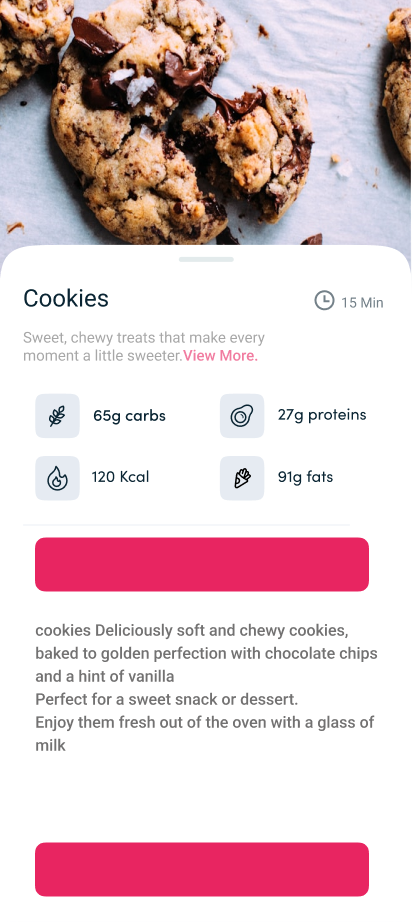 Cookies
15 Min
Sweet, chewy treats that make every
moment a little sweeter.View More.
65g carbs
27g proteins
120 Kcal
91g fats
cookies Deliciously soft and chewy cookies,
baked to golden perfection with chocolate chips
and a hint of vanilla
Perfect for a sweet snack or dessert.
Enjoy them fresh out of the oven with a glass of
milk